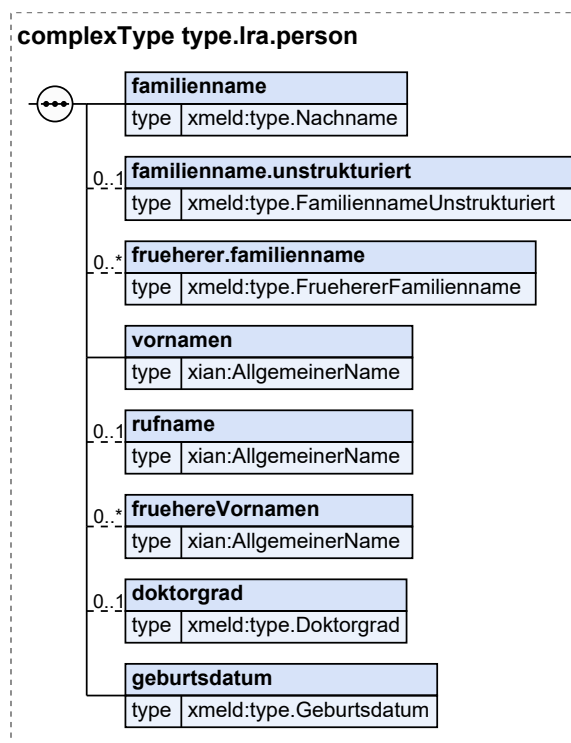 complexType type.lra.person
familienname
type xmeld:type.Nachname
0..1 familienname.unstrukturiert
type xmeld:type.FamiliennameUnstrukturiert
0..* frueherer.familienname
type xmeld:type.FruehererFamilienname
vornamen
type xian:AllgemeinerName
0..1 rufname
type xian:AllgemeinerName
0..* fruehereVornamen
type xian:AllgemeinerName
0..1 doktorgrad
type xmeld:type.Doktorgrad
geburtsdatum
type xmeld:type.Geburtsdatum